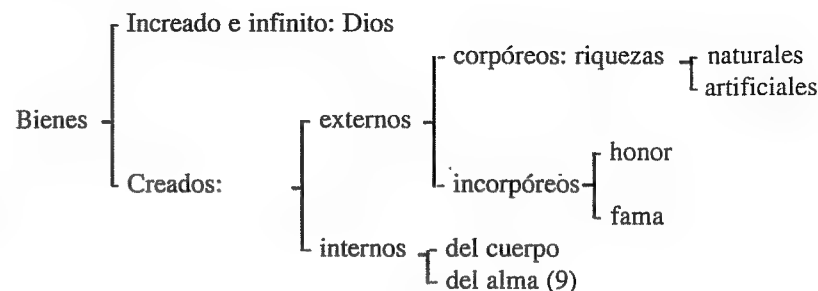 Increado e infinito: Dios
corpóreos: riquezas
naturales
artificiales
Bienes
externos
honor
Creados:
incorpóreos
fama
internos
del cuerpo
del alma (9)